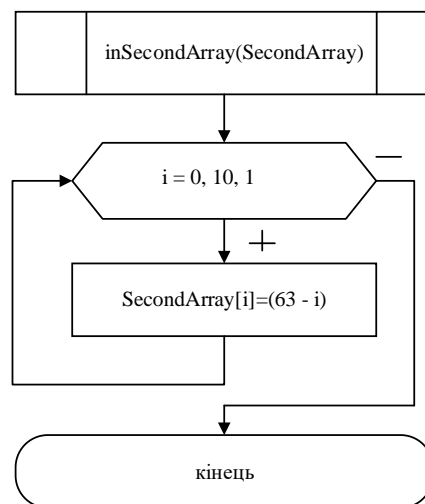 inSecondArray(SecondArray)
i = 0, 10, 1
—
+
SecondArray[i]=(63 - i)
кінець